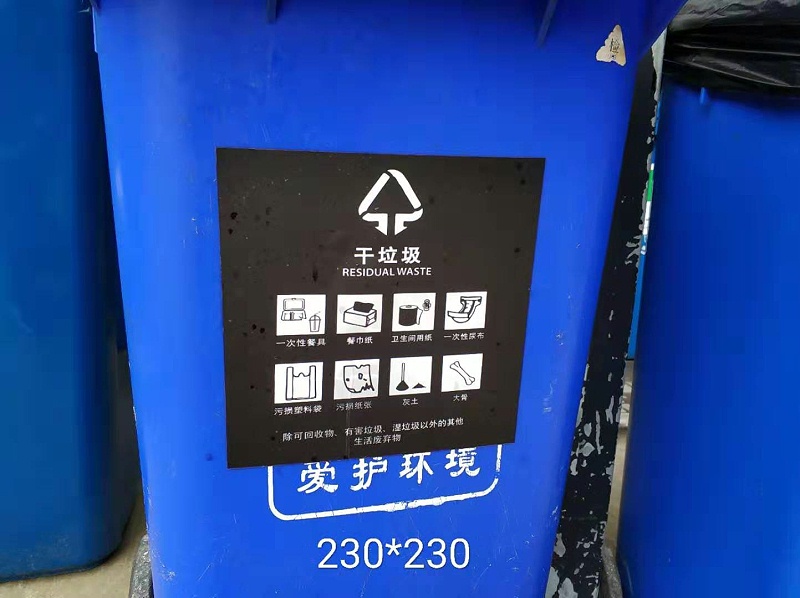 干垃圾
RESIDUAL WASTE
一次性餐具 餐巾纸 卫生间用纸 一次性尿布
污损塑料袋 污损纸张 灰土 大骨
除可回收物、有害垃圾、湿垃圾以外的其他
生活废弃物
爱护环境
230*230